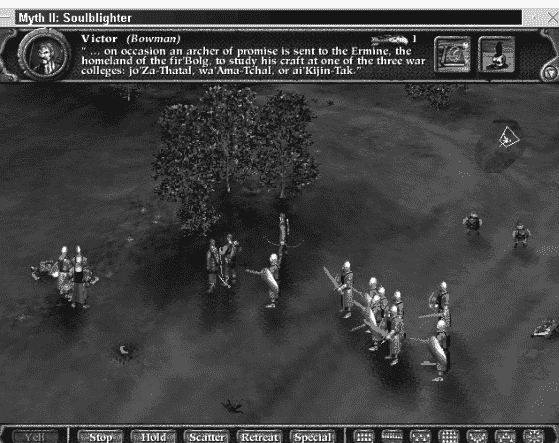 Myth II: Soulblighter
Victor (Bowman)
1
" ... on occasion an archer of promise is sent to the Ermine, the
homeland of the fir'Bolg, to study his craft at one of the three war
colleges: jo'Za-Thatal, wa'Ama-Tchal, or ai'Kijin-Tak."
Yell Stop Hold Scatter Retreat Special